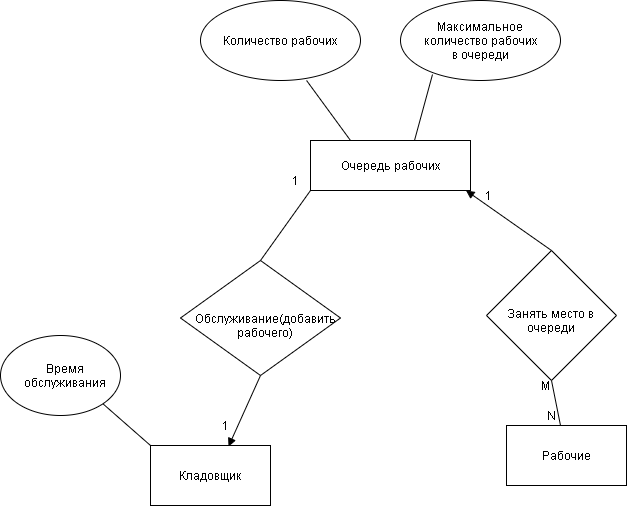 Количество рабочих
Максимальное
количество рабочих
в очереди
Очередь рабочих
1
1
Обслуживание(добавить
рабочего)
Занять место в
очереди
Время
обслуживания
M
1
N
Рабочие
Кладовщик